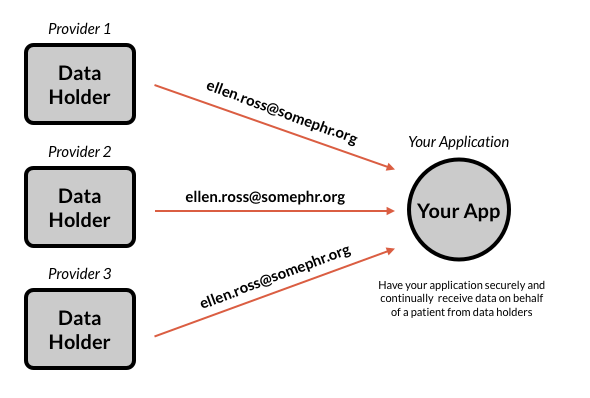 Provider 1
Data
Holder
ellen.ross@somephr.org
Provider 2
Data
Holder
ellen.ross@somephr.org
Provider 3
Data
Holder
ellen.ross@somephr.org
Your Application
Your App
Have your application securely and
continually receive data on behalf
of a patient from data holders